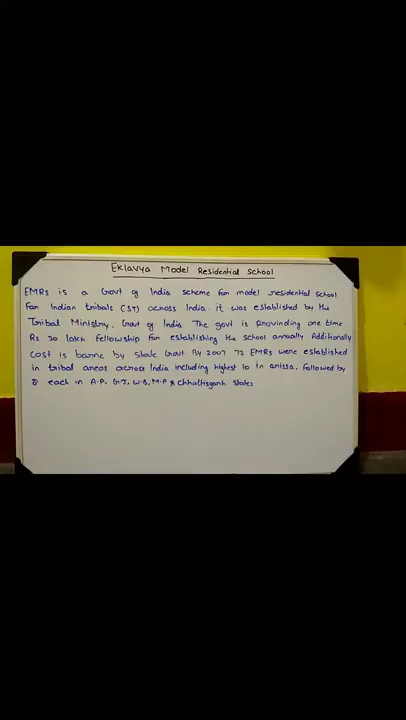 Eklavya Model Residential School
EMRs is a Govt of India scheme for model residential school
For Indian tribals (ST) across India. it was established by the
Tribal Ministry, Govt of India The govt is providing one time
Rs 30 lakh fellowship for establishing the school annually Additionally
cost is borne by state Govt. By 2007 72 EMRs were established
in tribal areas across India including highest 10 in orissa, followed by
8 each in A.P, GJ, W.B, M.P & Chhattisgarh states